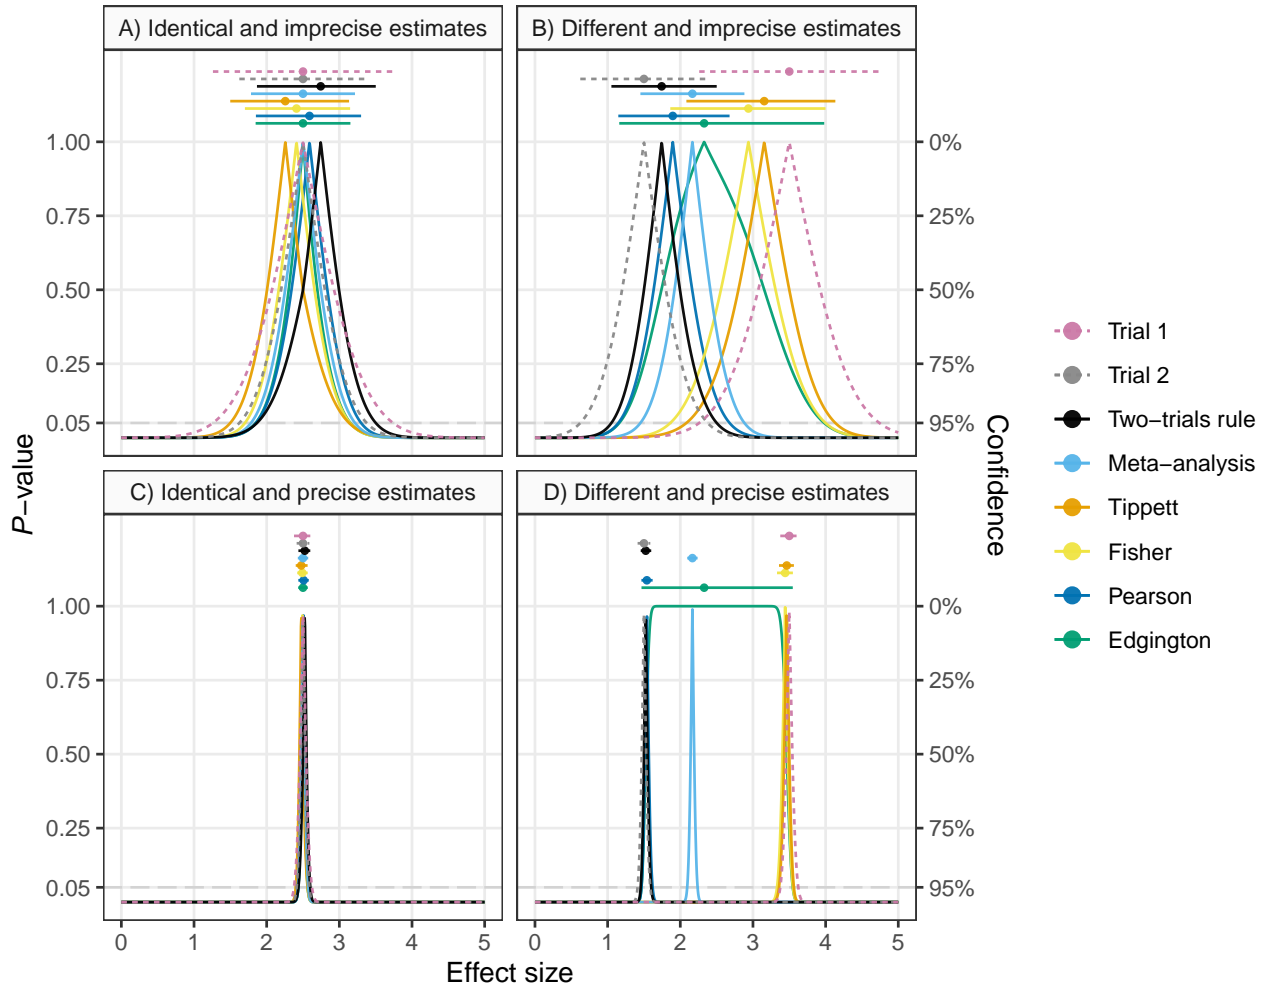 A) Identical and imprecise estimates
B) Different and imprecise estimates
1.00
0.75
0.50
0.25
0.05
0%
25%
50%
75%
95%
C) Identical and precise estimates
D) Different and precise estimates
1.00
0.75
0.50
0.25
0.05
0%
25%
50%
75%
95%
0 1 2 3 4 5
0 1 2 3 4 5
Effect size
P−value
Confidence
Trial 1
Trial 2
Two−trials rule
Meta−analysis
Tippett
Fisher
Pearson
Edgington